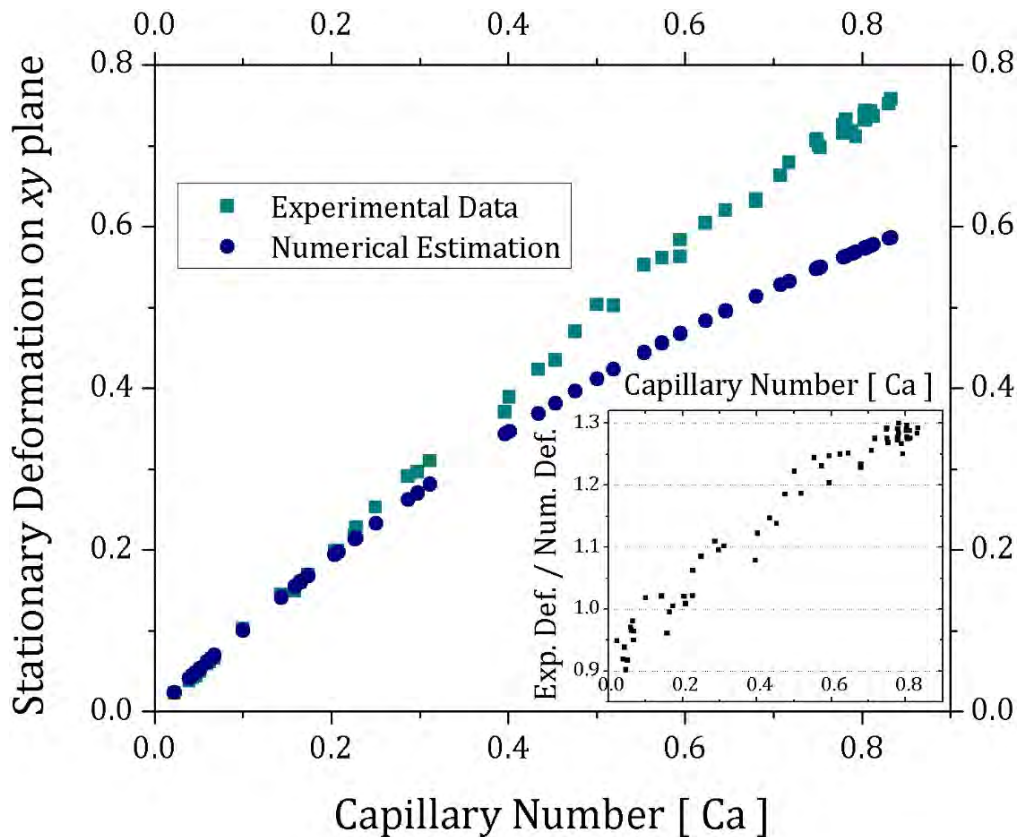 0.0 0.2 0.4 0.6 0.8
0.8 0.8
0.6 0.6
0.4 0.4
0.2 0.2
0.0 0.0
Stationary Deformation on xy plane
Experimental Data
Numerical Estimation
Capillary Number [ Ca ]
1.3
1.2
1.1
1.0
0.9
0.0 0.2 0.4 0.6 0.8
Exp. Def. / Num. Def.
0.0 0.2 0.4 0.6 0.8
Capillary Number [ Ca ]